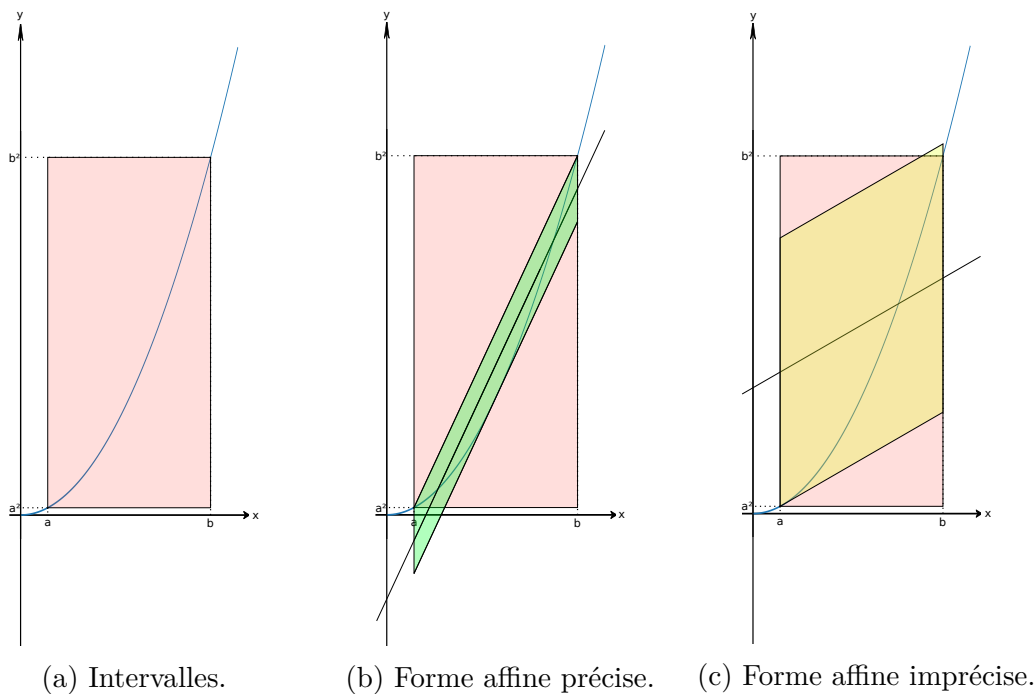 y
b²
a²
a
b
x
(a) Intervalles.
y
b²
a²
a
b
x
(b) Forme affine précise.
y
b²
a²
a
b
x
(c) Forme affine imprécise.